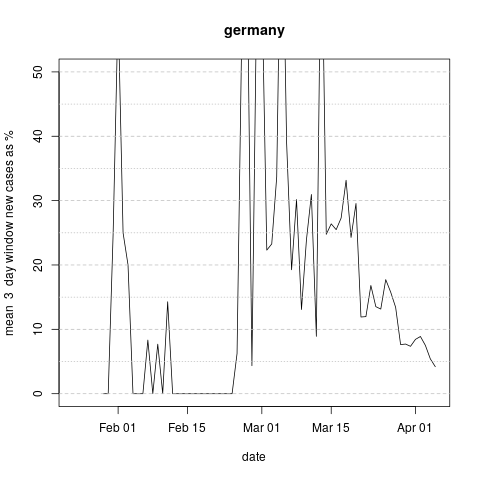 germany
mean 3 day window new cases as %
50
40
30
20
10
0
Feb 01
Feb 15
Mar 01
Mar 15
Apr 01
date